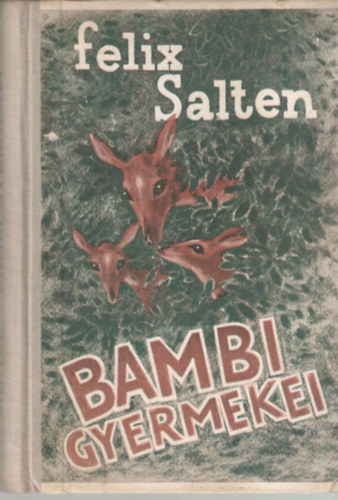 felix
Salten
BAMBI
GYERMEKEI